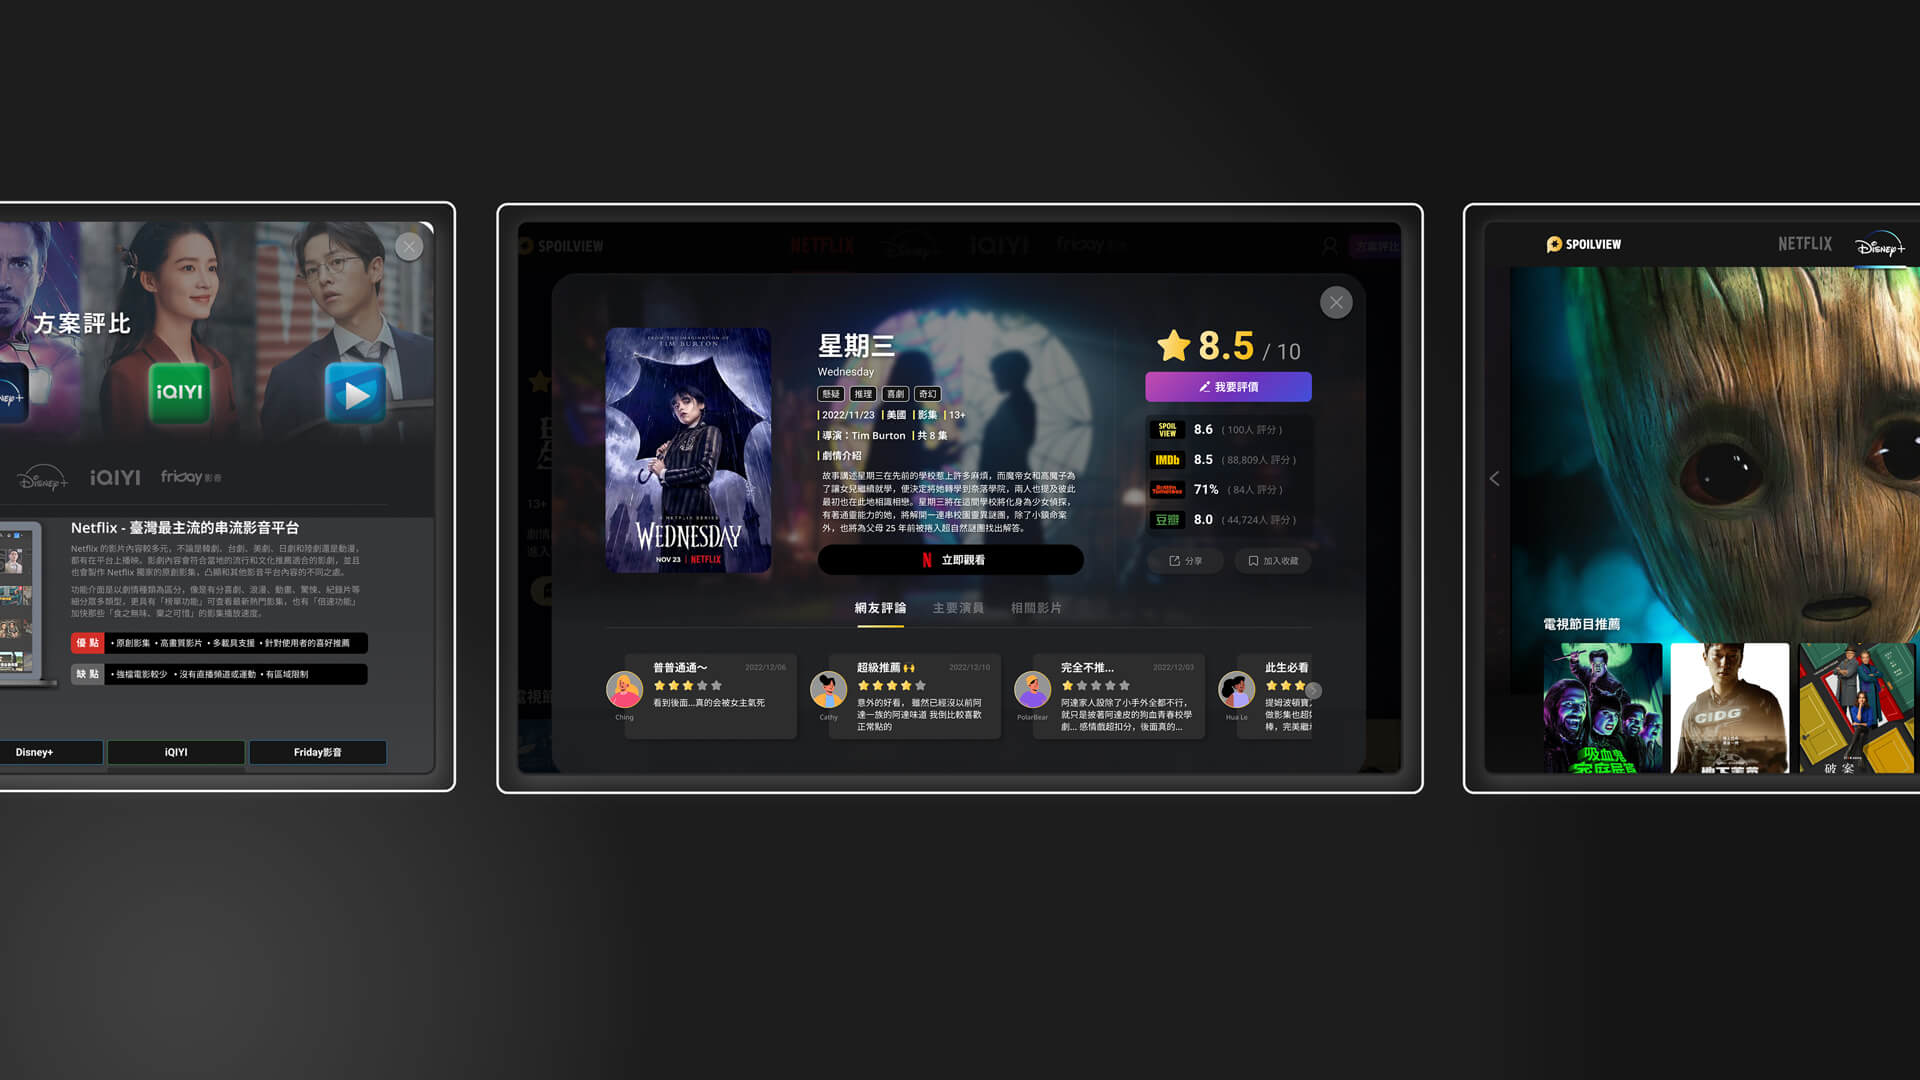 方案評比
iQIYI
Disney+
iQIYI
friday影音
Netflix - 臺灣最主流的串流影音平台
Netflix 的影片內容較多元，不論是韓劇、台劇、美劇、日劇和陸劇還是動漫，
都有在平台上播映。影劇內容會符合當地的流行和文化推薦適合的影劇，並且
也會製作 Netflix 獨家的原創影集，凸顯和其他影音平台內容的不同之處。
功能介面是以劇情種類為區分，像是有分喜劇、浪漫、動畫、驚悚、紀錄片等
細分眾多類型，更具有「榜單功能」可查看最新熱門影集，也有「倍速功能」
加快那些「食之無味、棄之可惜」的影集播放速度。
優 點
•原創影集 •高畫質影片 •多載具支援 •針對使用者的喜好推薦
缺 點
•強檔電影較少 •沒有直播頻道或運動 •有區域限制
Disney+
iQIYI
Friday影音
SPOILVIEW
NETFLIX
Disney+
iQIYI
friday
方案評比
FROM THE IMAGINATION OF
TIM BURTON
A NETFLIX SERIES
WEDNESDAY
NOV 23 | NETFLIX
星期三
Wednesday
懸疑
推理
喜劇
奇幻
2022/11/23
美國
影集
13+
導演：Tim Burton
共 8 集
劇情介紹
故事講述星期三在先前的學校惹上許多麻煩，而魔帝女和高魔子為
了讓女兒繼續就學，便決定將她轉學到奈落學院，兩人也提及彼此
最初也在此地相識相戀。星期三將在這間學校將化身為少女偵探，
有著通靈能力的她，將解開一連串校園靈異謎團，除了小鎮命案
外，也將為父母 25 年前被捲入超自然謎團找出解答。
立即觀看
8.5 / 10
我要評價
SPOIL VIEW 8.6 ( 100人 評分 )
IMDb 8.5 ( 88,809人 評分 )
Rotten Tomatoes 71% ( 84人 評分 )
豆瓣 8.0 ( 44,724人 評分 )
分享
加入收藏
網友評論
主要演員
相關影片
普普通通～
2022/12/06
看到後面...真的会被女主氣死
Ching
超級推薦🙌
2022/12/10
意外的好看， 雖然已經沒以前阿
達一族的阿達味道 我倒比較喜歡
正常點的
Cathy
完全不推...
2022/12/03
阿達家人設除了小手外全都不行，
就只是披著阿達皮的狗血青春校學
劇... 感情戲超扣分，後面真的...
PolarBear
此生必看
提姆波頓寶
做影集也超
棒，完美繼
Hua Le
13+
SPOILVIEW
NETFLIX
Disney+
電視節目推薦
吸血鬼
家庭屍
GIDG
破案